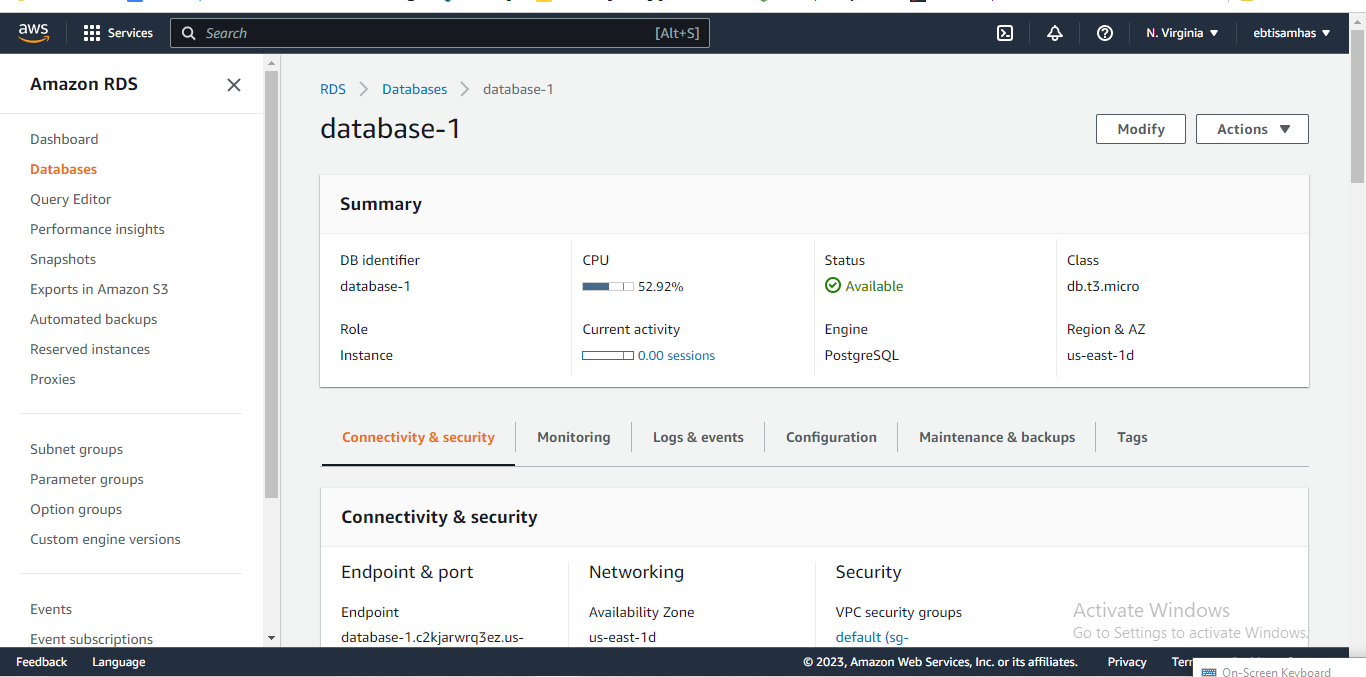 aws
Services
Search
[Alt+S]
N. Virginia
ebtisamhas
Amazon RDS
Dashboard
Databases
Query Editor
Performance insights
Snapshots
Exports in Amazon S3
Automated backups
Reserved instances
Proxies
Subnet groups
Parameter groups
Option groups
Custom engine versions
Events
Event subscriptions
RDS
Databases
database-1
database-1
Modify
Actions
Summary
DB identifier
database-1
CPU
52.92%
Status
Available
Class
db.t3.micro
Role
Instance
Current activity
0.00 sessions
Engine
PostgreSQL
Region & AZ
us-east-1d
Connectivity & security
Monitoring
Logs & events
Configuration
Maintenance & backups
Tags
Connectivity & security
Endpoint & port
Endpoint
database-1.c2kjarwrq3ez.us-
Networking
Availability Zone
us-east-1d
Security
VPC security groups
default (sg-
Activate Windows
Go to Settings to activate Windows.
Feedback
Language
© 2023, Amazon Web Services, Inc. or its affiliates.
Privacy
On-Screen Keyboard